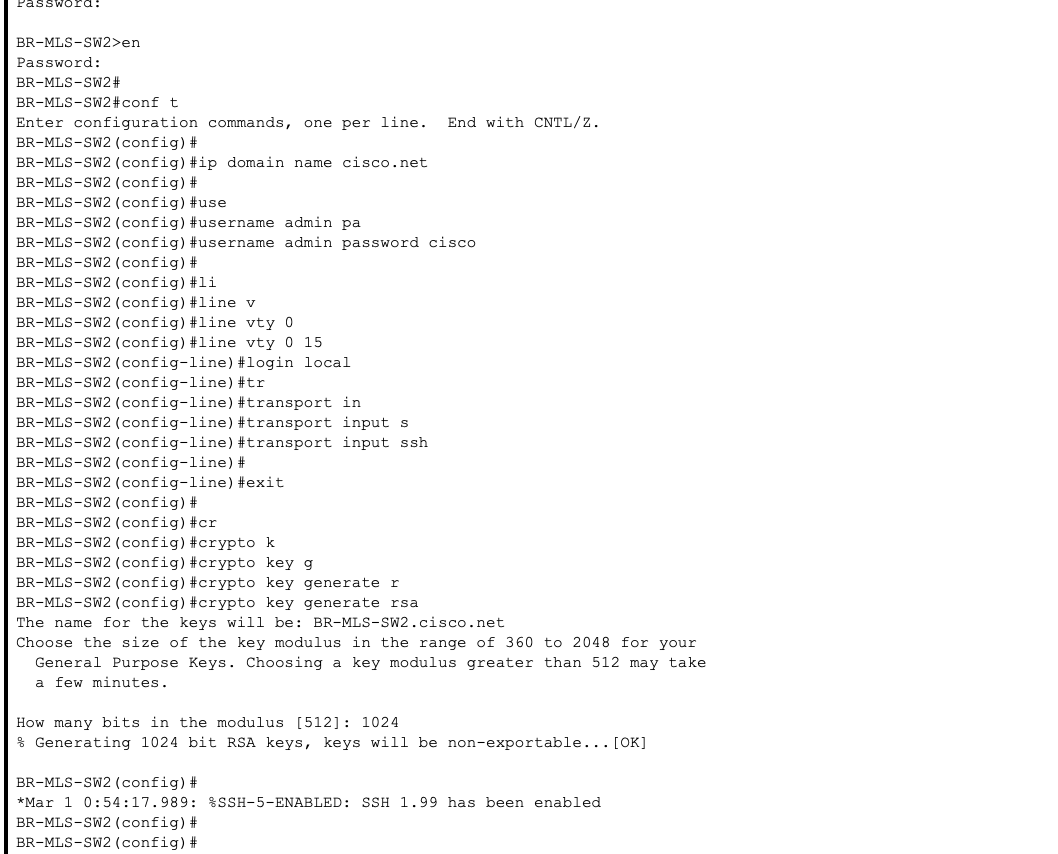 Password:
BR-MLS-SW2>en
Password:
BR-MLS-SW2#
BR-MLS-SW2#conf t
Enter configuration commands, one per line.  End with CNTL/Z.
BR-MLS-SW2(config)#
BR-MLS-SW2(config)#ip domain name cisco.net
BR-MLS-SW2(config)#
BR-MLS-SW2(config)#use
BR-MLS-SW2(config)#username admin pa
BR-MLS-SW2(config)#username admin password cisco
BR-MLS-SW2(config)#
BR-MLS-SW2(config)#li
BR-MLS-SW2(config)#line v
BR-MLS-SW2(config)#line vty 0
BR-MLS-SW2(config)#line vty 0 15
BR-MLS-SW2(config-line)#login local
BR-MLS-SW2(config-line)#tr
BR-MLS-SW2(config-line)#transport in
BR-MLS-SW2(config-line)#transport input s
BR-MLS-SW2(config-line)#transport input ssh
BR-MLS-SW2(config-line)#
BR-MLS-SW2(config-line)#exit
BR-MLS-SW2(config)#
BR-MLS-SW2(config)#cr
BR-MLS-SW2(config)#crypto k
BR-MLS-SW2(config)#crypto key g
BR-MLS-SW2(config)#crypto key generate r
BR-MLS-SW2(config)#crypto key generate rsa
The name for the keys will be: BR-MLS-SW2.cisco.net
Choose the size of the key modulus in the range of 360 to 2048 for your
  General Purpose Keys. Choosing a key modulus greater than 512 may take
  a few minutes.
How many bits in the modulus [512]: 1024
% Generating 1024 bit RSA keys, keys will be non-exportable...[OK]
BR-MLS-SW2(config)#
*Mar 1 0:54:17.989: %SSH-5-ENABLED: SSH 1.99 has been enabled
BR-MLS-SW2(config)#
BR-MLS-SW2(config)#